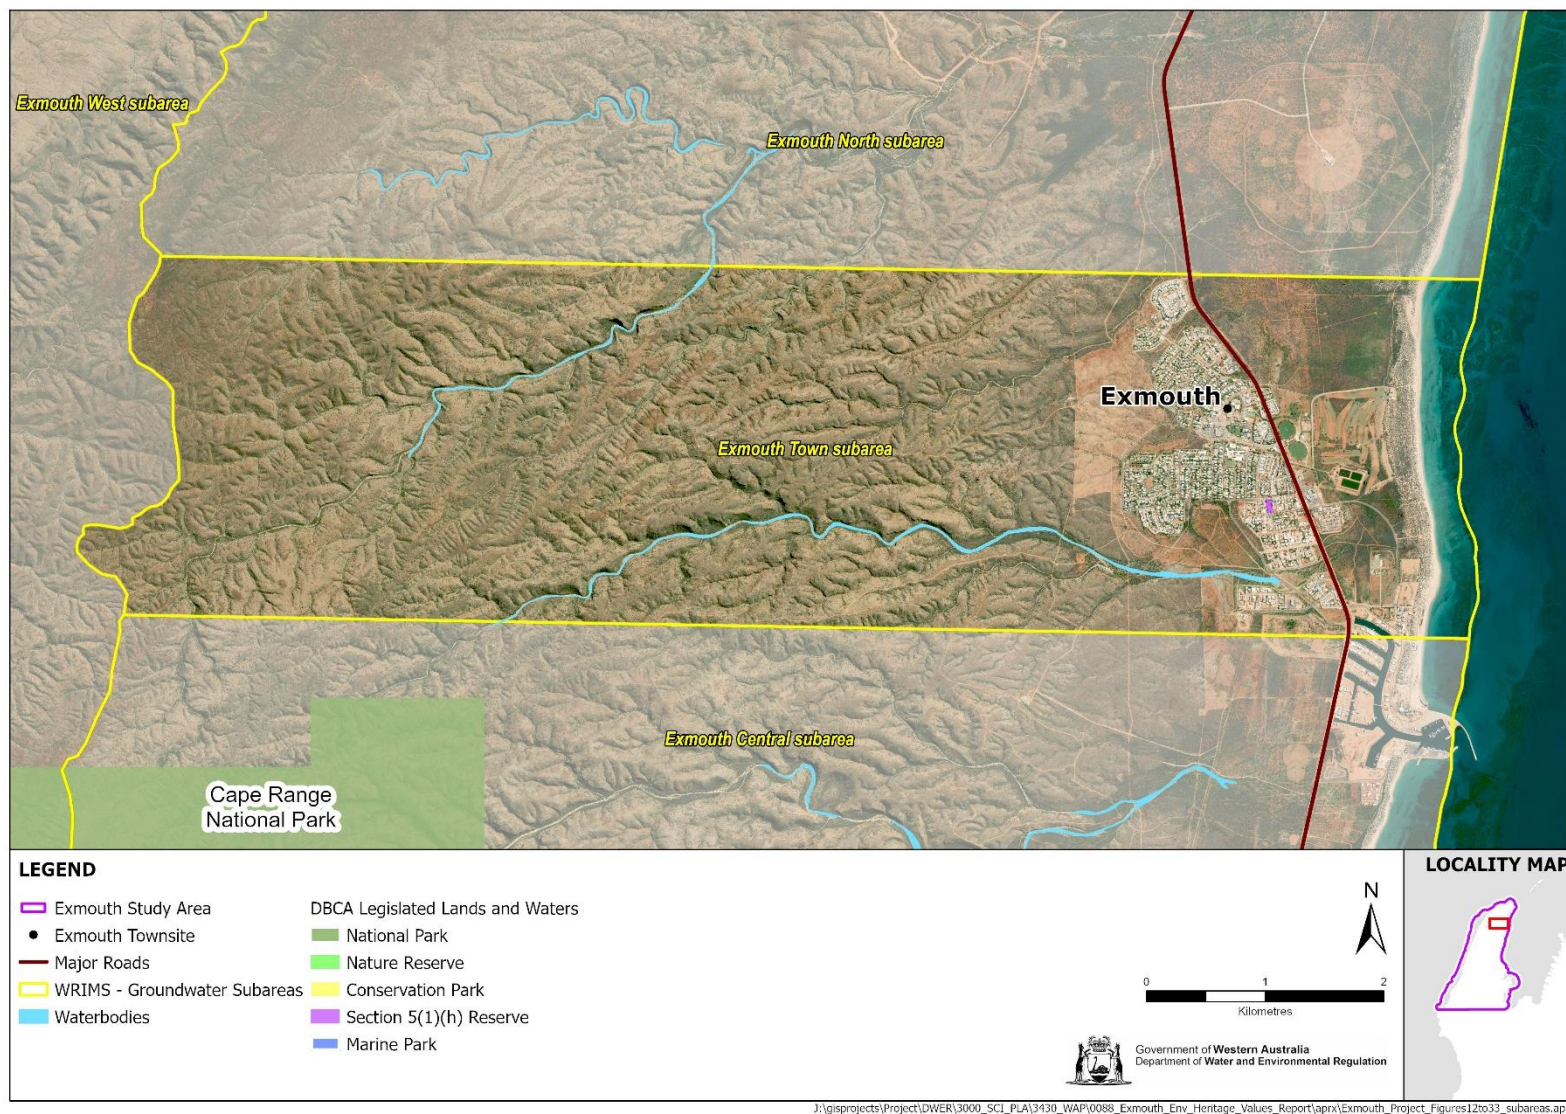 Exmouth West subarea
Exmouth North subarea
Exmouth
Exmouth Town subarea
Exmouth Central subarea
Cape Range
National Park
LEGEND
Exmouth Study Area
Exmouth Townsite
Major Roads
WRIMS - Groundwater Subareas
Waterbodies
DBCA Legislated Lands and Waters
National Park
Nature Reserve
Conservation Park
Section 5(1)(h) Reserve
Marine Park
N
0 1 2
Kilometres
Government of Western Australia
Department of Water and Environmental Regulation
LOCALITY MAP
J:\gisprojects\Project\DWER\3000_SCI_PLA\3430_WAP\0088_Exmouth_Env_Heritage_Values_Report\aprx\Exmouth_Project_Figures12to33_subareas.ap